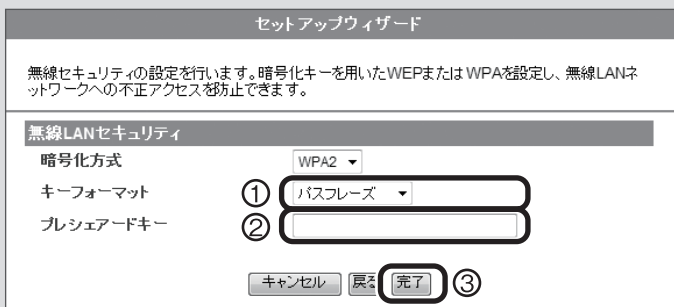 セットアップウィザード
無線セキュリティの設定を行います。暗号化キーを用いたWEPまたはWPAを設定し、無線LANネ
ットワークへの不正アクセスを防止できます。
無線LANセキュリティ
暗号化方式 WPA2
キーフォーマット ① パスフレーズ
プレシェアードキー ②
キャンセル 戻る 完了 ③